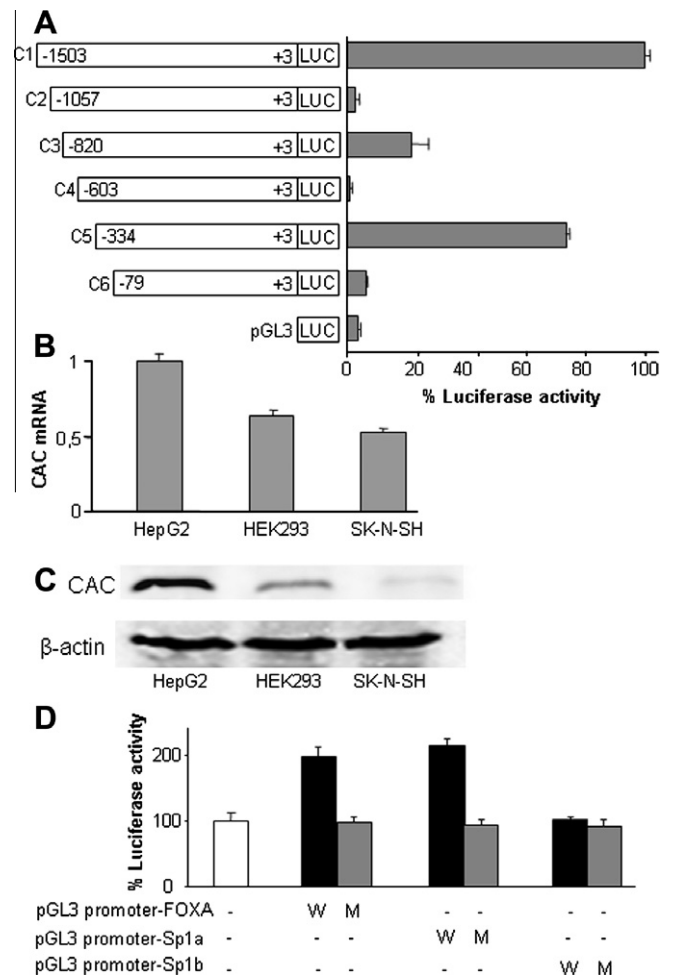 A
C1 -1503 +3 LUC
C2 -1057 +3 LUC
C3 -820 +3 LUC
C4 -603 +3 LUC
C5 -334 +3 LUC
C6 -79 +3 LUC
pGL3 LUC
0 20 40 60 80 100
% Luciferase activity
B
CAC mRNA
1
0,5
0
HepG2 HEK293 SK-N-SH
C
CAC
β-actin
HepG2 HEK293 SK-N-SH
D
% Luciferase activity
200
100
0
pGL3 promoter-FOXA - W M - - - -
pGL3 promoter-Sp1a - - - W M - -
pGL3 promoter-Sp1b - - - - - W M